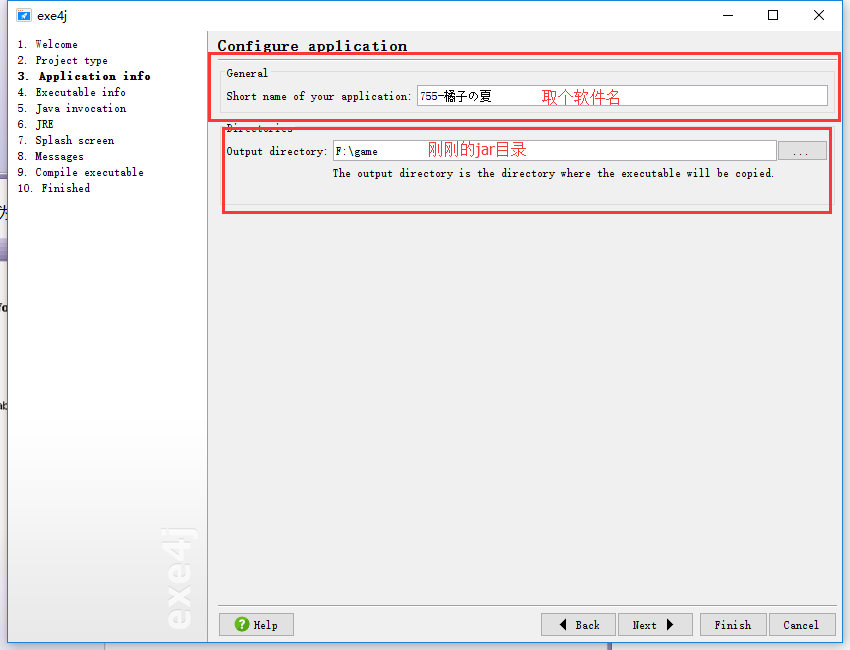 exe4j
1. Welcome
2. Project type
3. Application info
4. Executable info
5. Java invocation
6. JRE
7. Splash screen
8. Messages
9. Compile executable
10. Finished
exe4j
Configure application
General
Short name of your application: 755-橘子の夏 取个软件名
Directories
Output directory: F:\game 刚刚的jar目录 ...
The output directory is the directory where the executable will be copied.
Help Back Next Finish Cancel